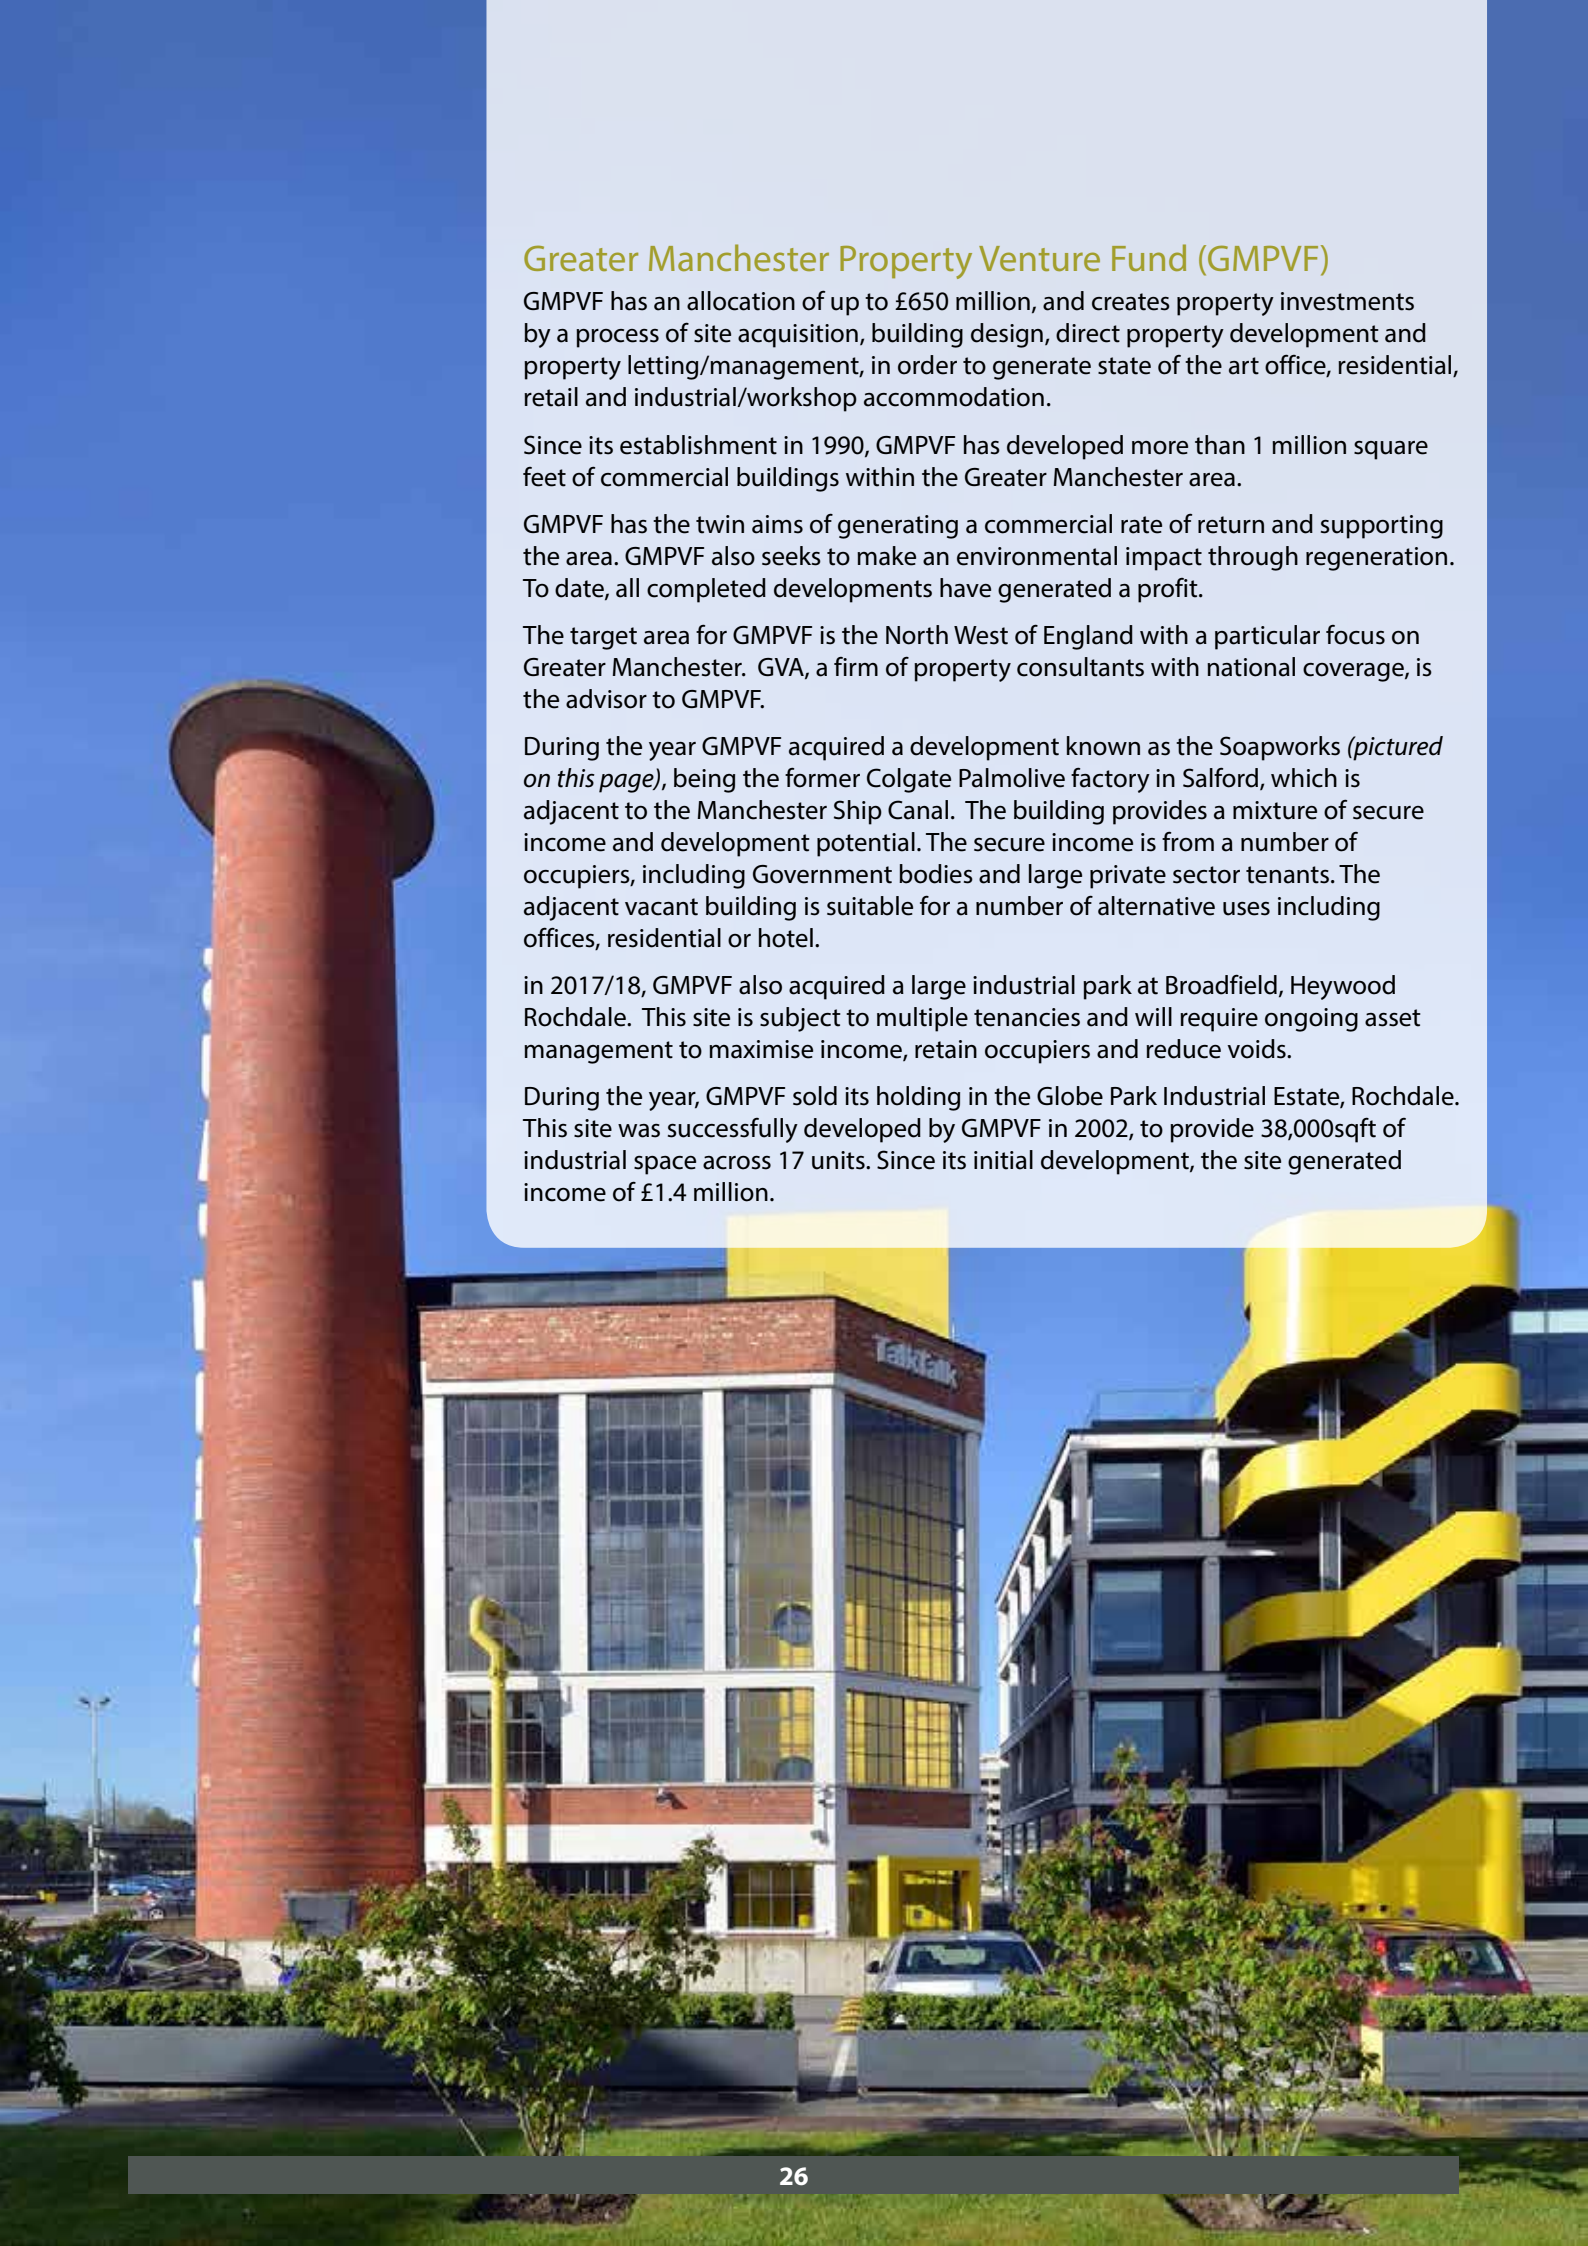 Greater Manchester Property Venture Fund (GMPVF)
GMPVF has an allocation of up to £650 million, and creates property investments
by a process of site acquisition, building design, direct property development and
property letting/management, in order to generate state of the art office, residential,
retail and industrial/workshop accommodation.
Since its establishment in 1990, GMPVF has developed more than 1 million square
feet of commercial buildings within the Greater Manchester area.
GMPVF has the twin aims of generating a commercial rate of return and supporting
the area. GMPVF also seeks to make an environmental impact through regeneration.
To date, all completed developments have generated a profit.
The target area for GMPVF is the North West of England with a particular focus on
Greater Manchester. GVA, a firm of property consultants with national coverage, is
the advisor to GMPVF.
During the year GMPVF acquired a development known as the Soapworks (pictured
on this page), being the former Colgate Palmolive factory in Salford, which is
adjacent to the Manchester Ship Canal. The building provides a mixture of secure
income and development potential. The secure income is from a number of
occupiers, including Government bodies and large private sector tenants. The
adjacent vacant building is suitable for a number of alternative uses including
offices, residential or hotel.
in 2017/18, GMPVF also acquired a large industrial park at Broadfield, Heywood
Rochdale. This site is subject to multiple tenancies and will require ongoing asset
management to maximise income, retain occupiers and reduce voids.
During the year, GMPVF sold its holding in the Globe Park Industrial Estate, Rochdale.
This site was successfully developed by GMPVF in 2002, to provide 38,000sqft of
industrial space across 17 units. Since its initial development, the site generated
income of £1.4 million.
TalkTalk
26